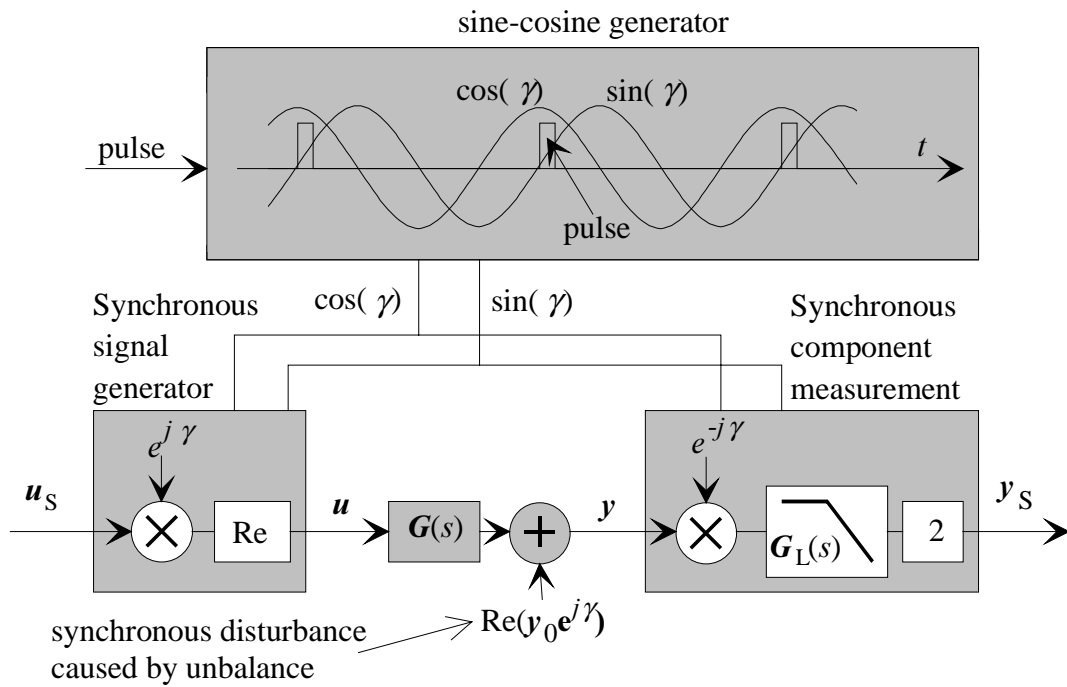 sine-cosine generator
cos( γ)
sin( γ)
pulse
t
pulse
cos( γ)
sin( γ)
Synchronous
signal
generator
Synchronous
component
measurement
e^{j γ}
e^{-j γ}
u_S
Re
u
G(s)
+
y
G_L(s)
2
y_S
Re(y_0 e^{jγ})
synchronous disturbance
caused by unbalance